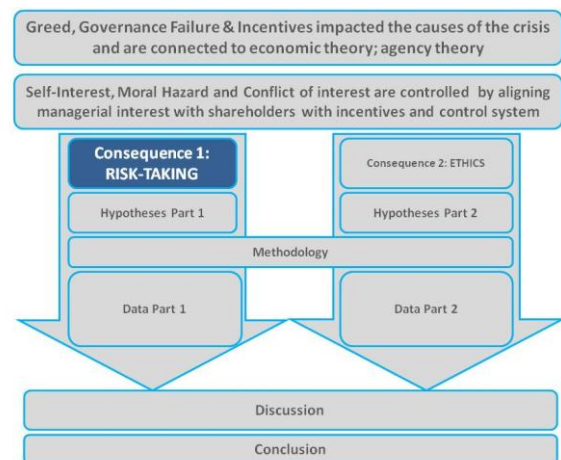 Greed, Governance Failure & Incentives impacted the causes of the crisis
and are connected to economic theory; agency theory
Self-Interest, Moral Hazard and Conflict of interest are controlled by aligning
managerial interest with shareholders with incentives and control system
Consequence 1:
RISK-TAKING
Consequence 2: ETHICS
Hypotheses Part 1
Hypotheses Part 2
Methodology
Data Part 1
Data Part 2
Discussion
Conclusion